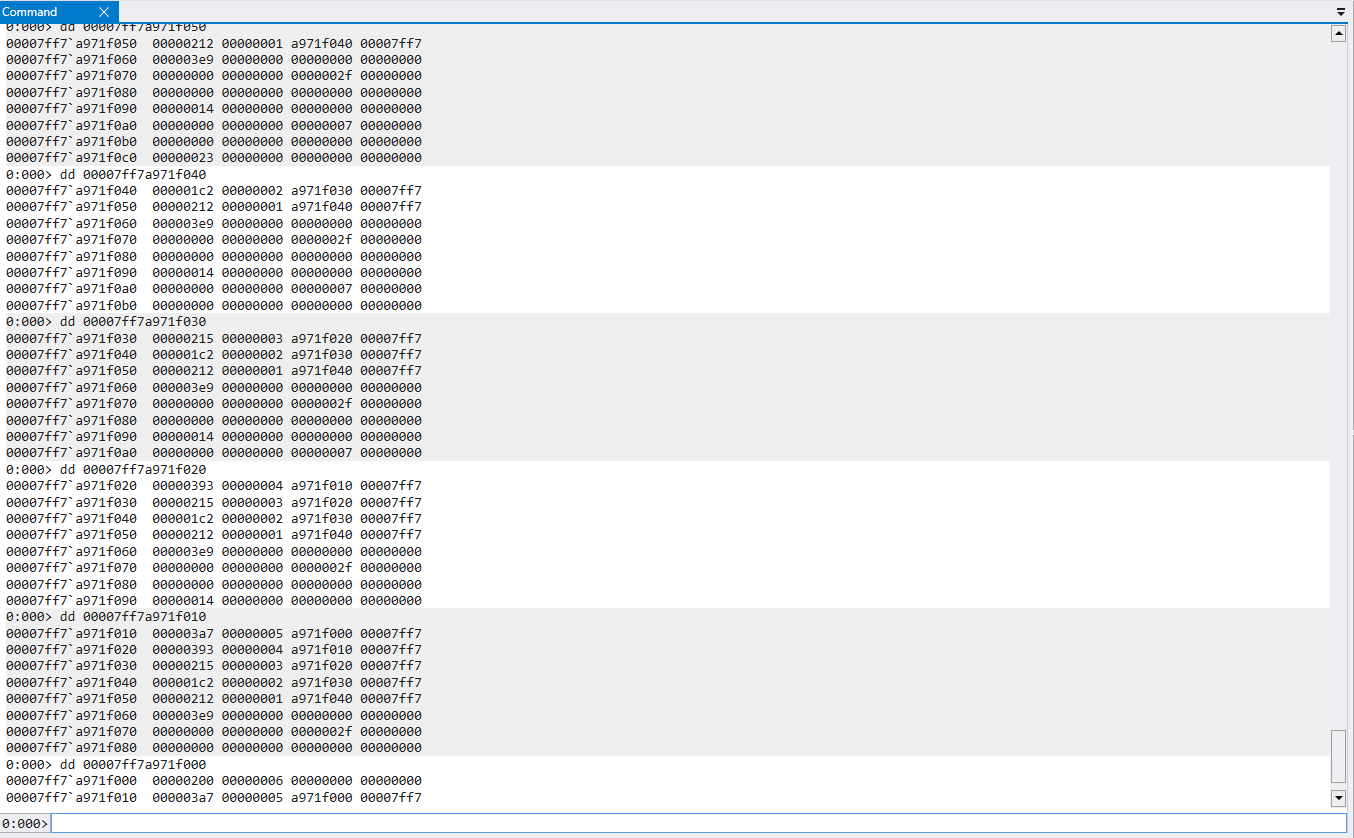 Command
0:000> dd 00007ff7a971f050
00007ff7`a971f050  00000212 00000001 a971f040 00007ff7
00007ff7`a971f060  000003e9 00000000 00000000 00000000
00007ff7`a971f070  00000000 00000000 0000002f 00000000
00007ff7`a971f080  00000000 00000000 00000000 00000000
00007ff7`a971f090  00000014 00000000 00000000 00000000
00007ff7`a971f0a0  00000000 00000000 00000007 00000000
00007ff7`a971f0b0  00000000 00000000 00000000 00000000
00007ff7`a971f0c0  00000023 00000000 00000000 00000000
0:000> dd 00007ff7a971f040
00007ff7`a971f040  000001c2 00000002 a971f030 00007ff7
00007ff7`a971f050  00000212 00000001 a971f040 00007ff7
00007ff7`a971f060  000003e9 00000000 00000000 00000000
00007ff7`a971f070  00000000 00000000 0000002f 00000000
00007ff7`a971f080  00000000 00000000 00000000 00000000
00007ff7`a971f090  00000014 00000000 00000000 00000000
00007ff7`a971f0a0  00000000 00000000 00000007 00000000
00007ff7`a971f0b0  00000000 00000000 00000000 00000000
0:000> dd 00007ff7a971f030
00007ff7`a971f030  00000215 00000003 a971f020 00007ff7
00007ff7`a971f040  000001c2 00000002 a971f030 00007ff7
00007ff7`a971f050  00000212 00000001 a971f040 00007ff7
00007ff7`a971f060  000003e9 00000000 00000000 00000000
00007ff7`a971f070  00000000 00000000 0000002f 00000000
00007ff7`a971f080  00000000 00000000 00000000 00000000
00007ff7`a971f090  00000014 00000000 00000000 00000000
00007ff7`a971f0a0  00000000 00000000 00000007 00000000
0:000> dd 00007ff7a971f020
00007ff7`a971f020  00000393 00000004 a971f010 00007ff7
00007ff7`a971f030  00000215 00000003 a971f020 00007ff7
00007ff7`a971f040  000001c2 00000002 a971f030 00007ff7
00007ff7`a971f050  00000212 00000001 a971f040 00007ff7
00007ff7`a971f060  000003e9 00000000 00000000 00000000
00007ff7`a971f070  00000000 00000000 0000002f 00000000
00007ff7`a971f080  00000000 00000000 00000000 00000000
00007ff7`a971f090  00000014 00000000 00000000 00000000
0:000> dd 00007ff7a971f010
00007ff7`a971f010  000003a7 00000005 a971f000 00007ff7
00007ff7`a971f020  00000393 00000004 a971f010 00007ff7
00007ff7`a971f030  00000215 00000003 a971f020 00007ff7
00007ff7`a971f040  000001c2 00000002 a971f030 00007ff7
00007ff7`a971f050  00000212 00000001 a971f040 00007ff7
00007ff7`a971f060  000003e9 00000000 00000000 00000000
00007ff7`a971f070  00000000 00000000 0000002f 00000000
00007ff7`a971f080  00000000 00000000 00000000 00000000
0:000> dd 00007ff7a971f000
00007ff7`a971f000  00000200 00000006 00000000 00000000
00007ff7`a971f010  000003a7 00000005 a971f000 00007ff7
0:000>